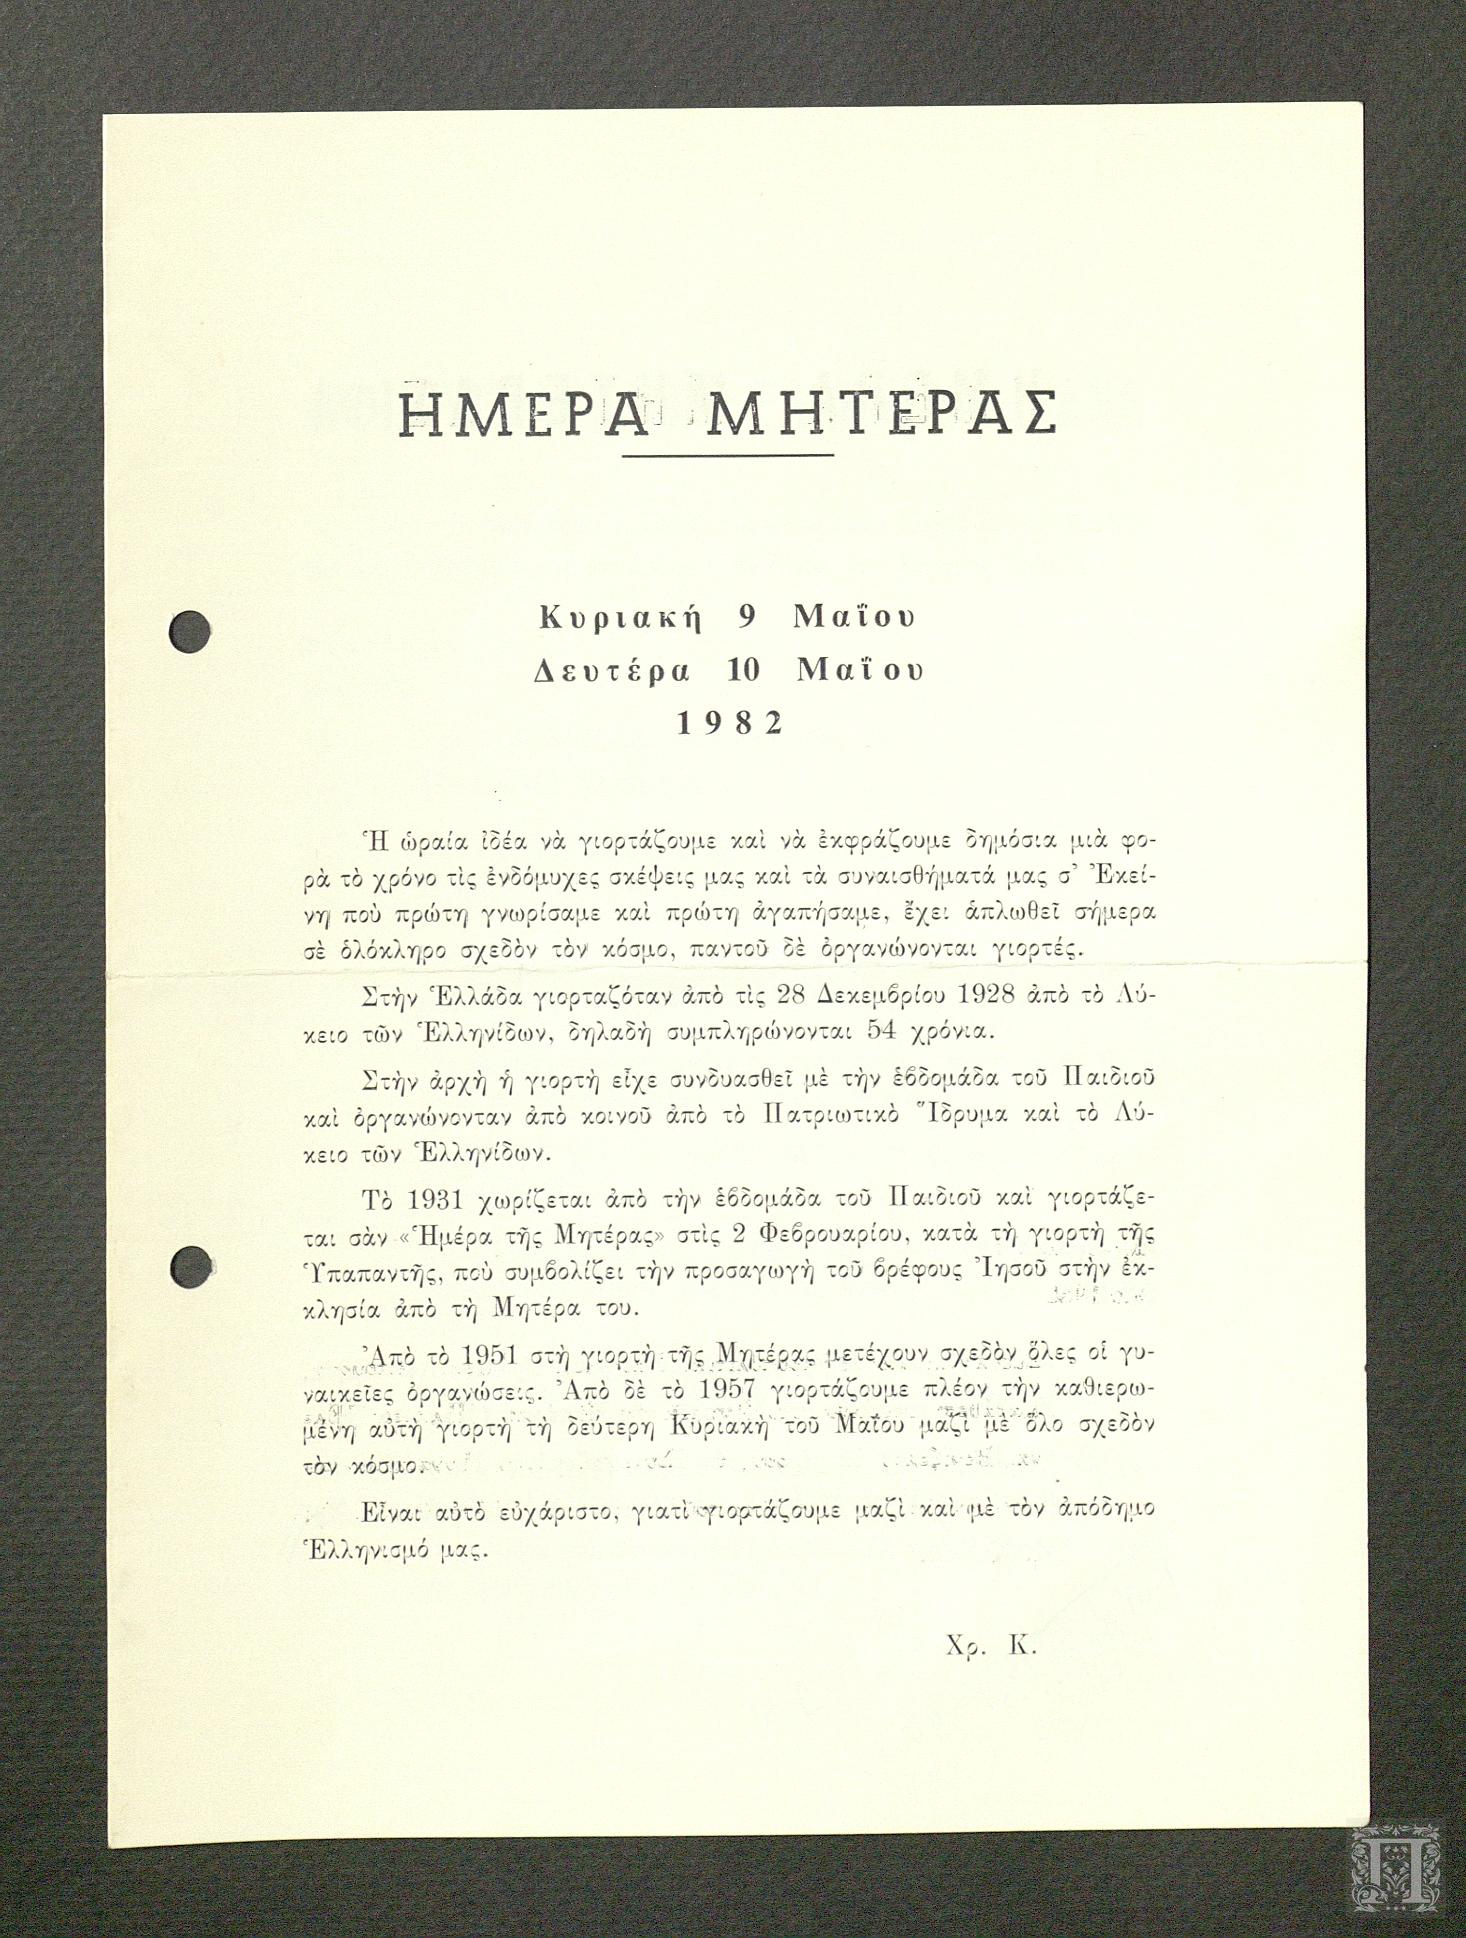 ΗΜΕΡΑ ΜΗΤΕΡΑΣ
Κυριακή 9 Μαΐου
Δευτέρα 10 Μαΐου
1982
Ἡ ὡραία ἰδέα νὰ γιορτάζουμε καὶ νὰ ἐκφράζουμε δημόσια μιὰ φο-
ρὰ τὸ χρόνο τὶς ἐνδόμυχες σκέψεις μας καὶ τὰ συναισθήματά μας σ' Ἐκεί-
νη ποὺ πρώτη γνωρίσαμε καὶ πρώτη ἀγαπήσαμε, ἔχει ἁπλωθεῖ σήμερα
σὲ ὁλόκληρο σχεδὸν τὸν κόσμο, παντοῦ δὲ ὀργανώνονται γιορτές.
Στὴν Ἑλλάδα γιορταζόταν ἀπὸ τὶς 28 Δεκεμβρίου 1928 ἀπὸ τὸ Λύ-
κειο τῶν Ἑλληνίδων, δηλαδὴ συμπληρώνονται 54 χρόνια.
Στὴν ἀρχὴ ἡ γιορτὴ εἶχε συνδυασθεῖ μὲ τὴν ἑβδομάδα τοῦ Παιδιοῦ
καὶ ὀργανώνονταν ἀπὸ κοινοῦ ἀπὸ τὸ Πατριωτικὸ Ἵδρυμα καὶ τὸ Λύ-
κειο τῶν Ἑλληνίδων.
Τὸ 1931 χωρίζεται ἀπὸ τὴν ἑβδομάδα τοῦ Παιδιοῦ καὶ γιορτάζε-
ται σὰν «Ἡμέρα τῆς Μητέρας» στὶς 2 Φεβρουαρίου, κατὰ τὴ γιορτὴ τῆς
Ὑπαπαντῆς, ποὺ συμβολίζει τὴν προσαγωγὴ τοῦ βρέφους Ἰησοῦ στὴν ἐκ-
κλησία ἀπὸ τὴ Μητέρα του.
Ἀπὸ τὸ 1951 στὴ γιορτὴ τῆς Μητέρας μετέχουν σχεδὸν ὅλες οἱ γυ-
ναικεῖες ὀργανώσεις. Ἀπὸ δὲ τὸ 1957 γιορτάζουμε πλέον τὴν καθιερω-
μένη αὐτὴ γιορτὴ τὴ δεύτερη Κυριακὴ τοῦ Μαΐου μαζὶ μὲ ὅλο σχεδὸν
τὸν κόσμο.
Εἶναι αὐτὸ εὐχάριστο, γιατὶ γιορτάζουμε μαζὶ καὶ μὲ τὸν ἀπόδημο
Ἑλληνισμό μας.
Χρ. Κ.
Π